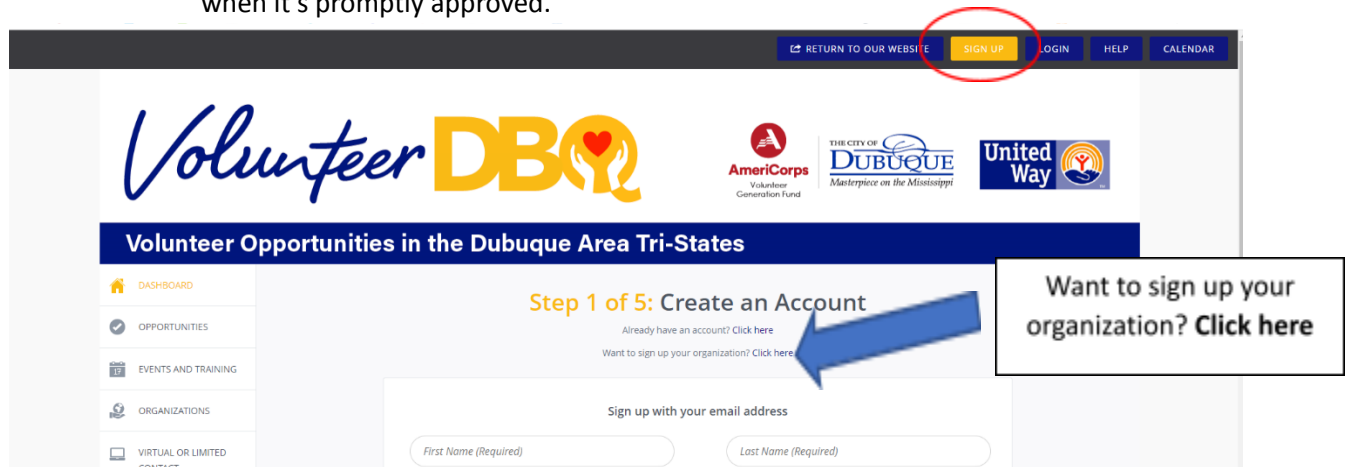 when it's promptly approved.
RETURN TO OUR WEBSITE SIGN UP LOGIN HELP CALENDAR
Volunteer DBQ
AmeriCorps
Volunteer
Generation Fund
THE CITY OF
DUBUQUE
Masterpiece on the Mississippi
United
Way
Volunteer Opportunities in the Dubuque Area Tri-States
DASHBOARD
OPPORTUNITIES
EVENTS AND TRAINING
ORGANIZATIONS
VIRTUAL OR LIMITED
CONTACT
Step 1 of 5: Create an Account
Already have an account? Click here
Want to sign up your organization? Click here
Want to sign up your
organization? Click here
Sign up with your email address
First Name (Required) Last Name (Required)